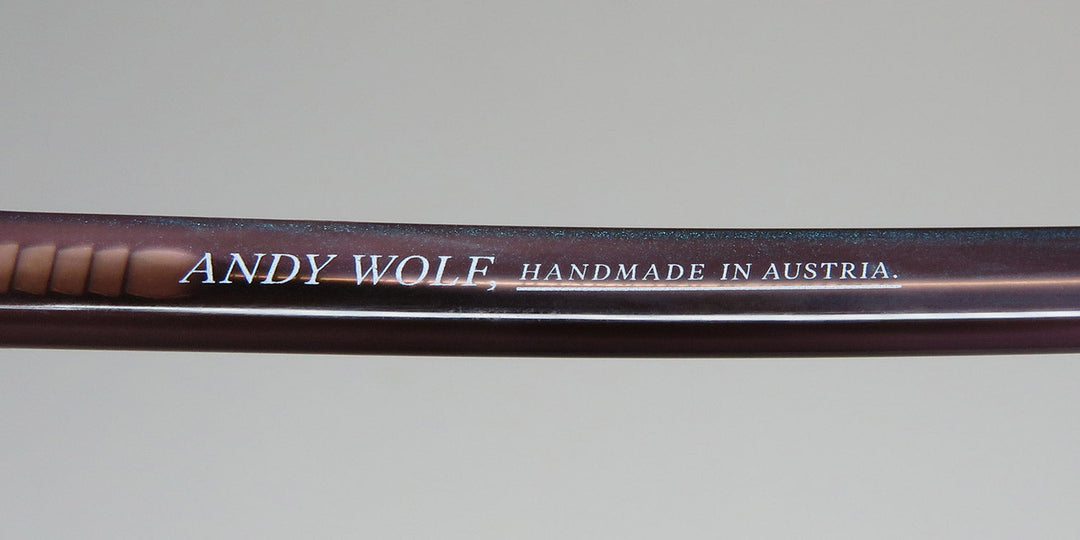 ANDY WOLF, HANDMADE IN AUSTRIA.